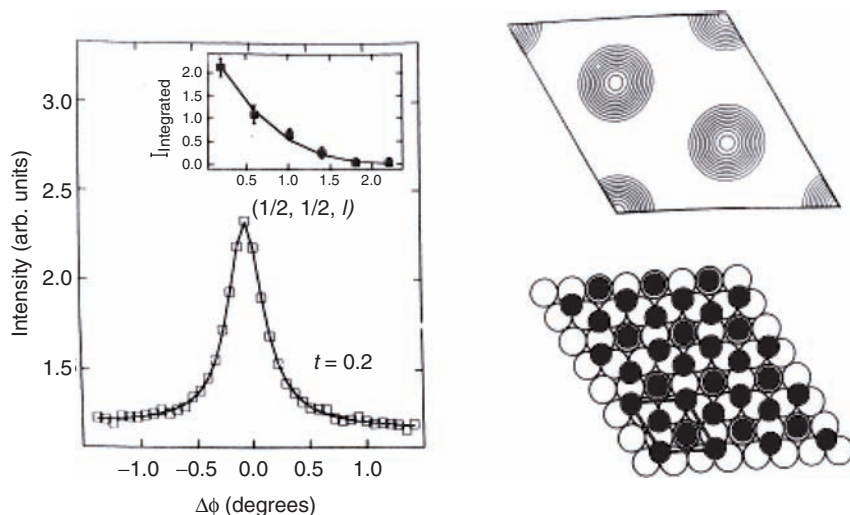 2.0
1.5
1.0
0.5
0.0
I Integrated
0.5 1.0 1.5 2.0
(1/2, 1/2, l)
3.0
2.5
2.0
1.5
Intensity (arb. units)
t = 0.2
−1.0 −0.5 0.0 0.5 1.0
Δϕ (degrees)